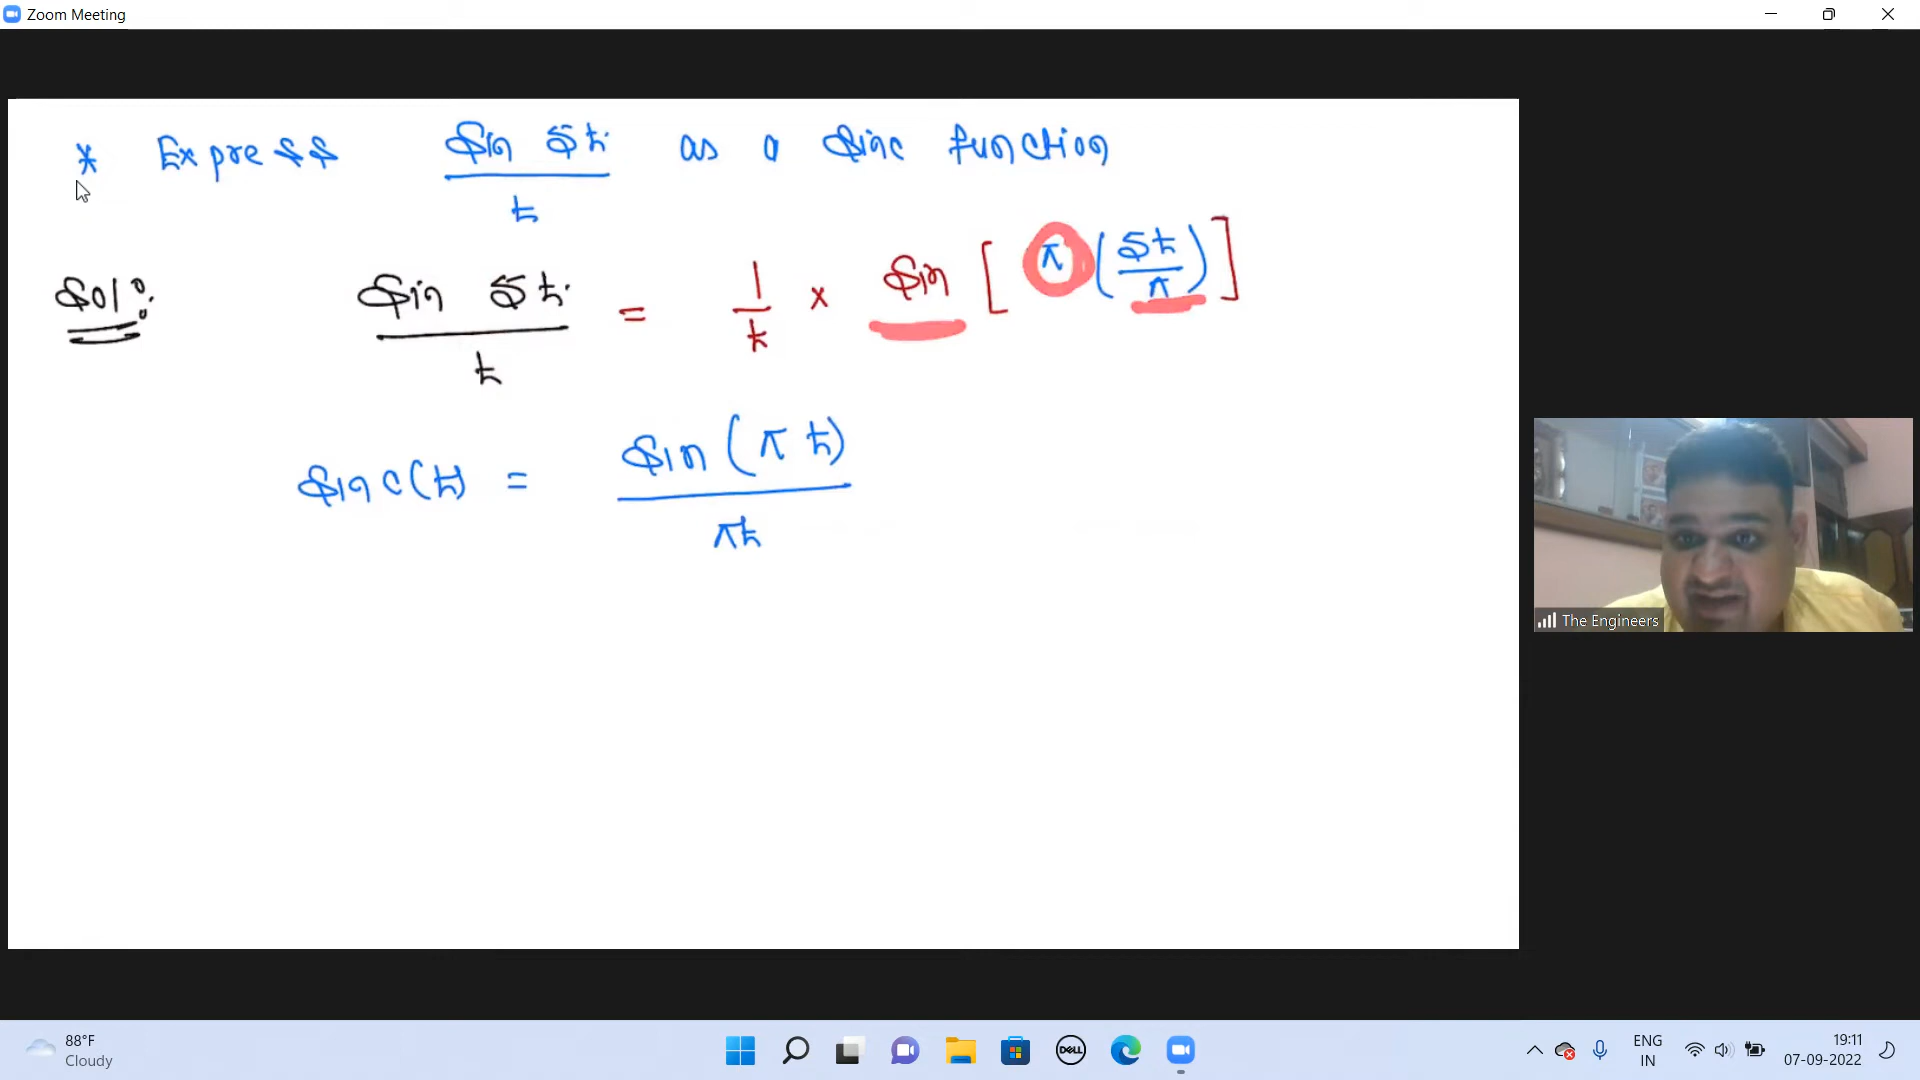 Zoom Meeting
* Express sin 5t / t as a sinc function
Sol: sin 5t / t = 1/t × sin [ π ( 5t / π ) ]
sinc(t) = sin (π t) / πt
The Engineers
88°F
Cloudy
DELL
ENG
IN
19:11
07-09-2022